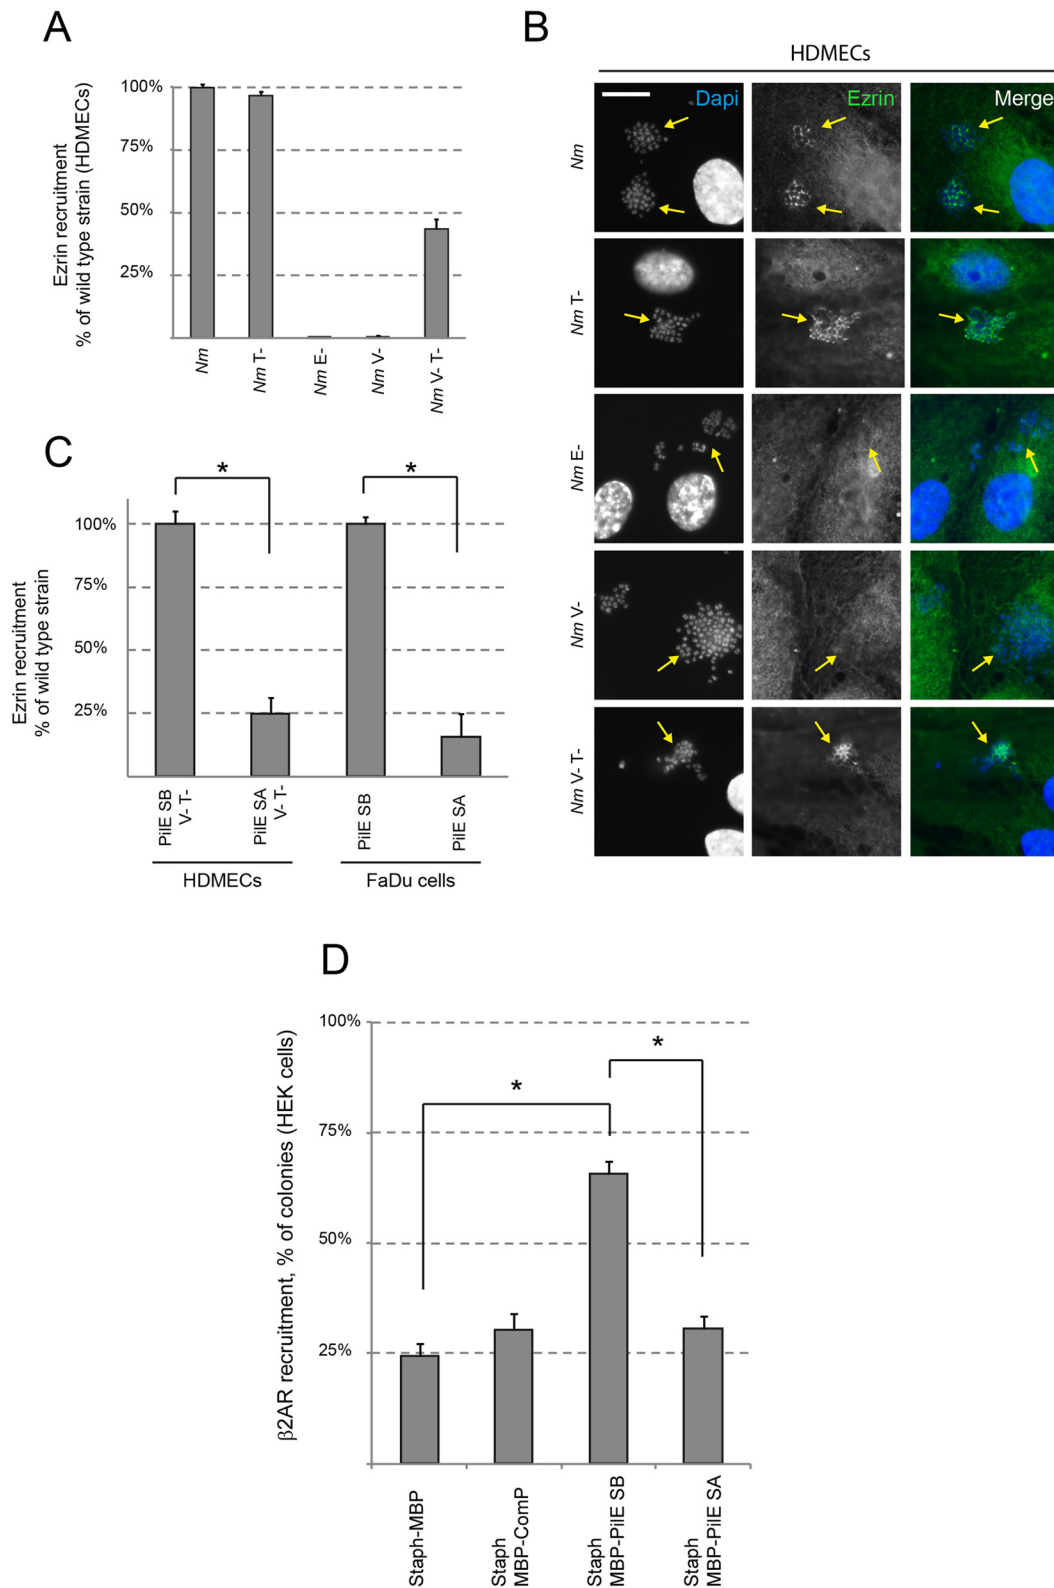 A
Ezrin recruitment
% of wild type strain (HDMECs)
100%
75%
50%
25%
Nm
Nm T-
Nm E-
Nm V-
Nm V- T-
B
HDMECs
Dapi
Ezrin
Merge
Nm
Nm T-
Nm E-
Nm V-
Nm V- T-
C
*
*
Ezrin recruitment
% of wild type strain
100%
75%
50%
25%
PilE SB
V- T-
PilE SA
V- T-
PilE SB
PilE SA
HDMECs
FaDu cells
D
β2AR recruitment, % of colonies (HEK cells)
100%
75%
50%
25%
*
*
Staph-MBP
Staph
MBP-ComP
Staph
MBP-PilE SB
Staph
MBP-PilE SA